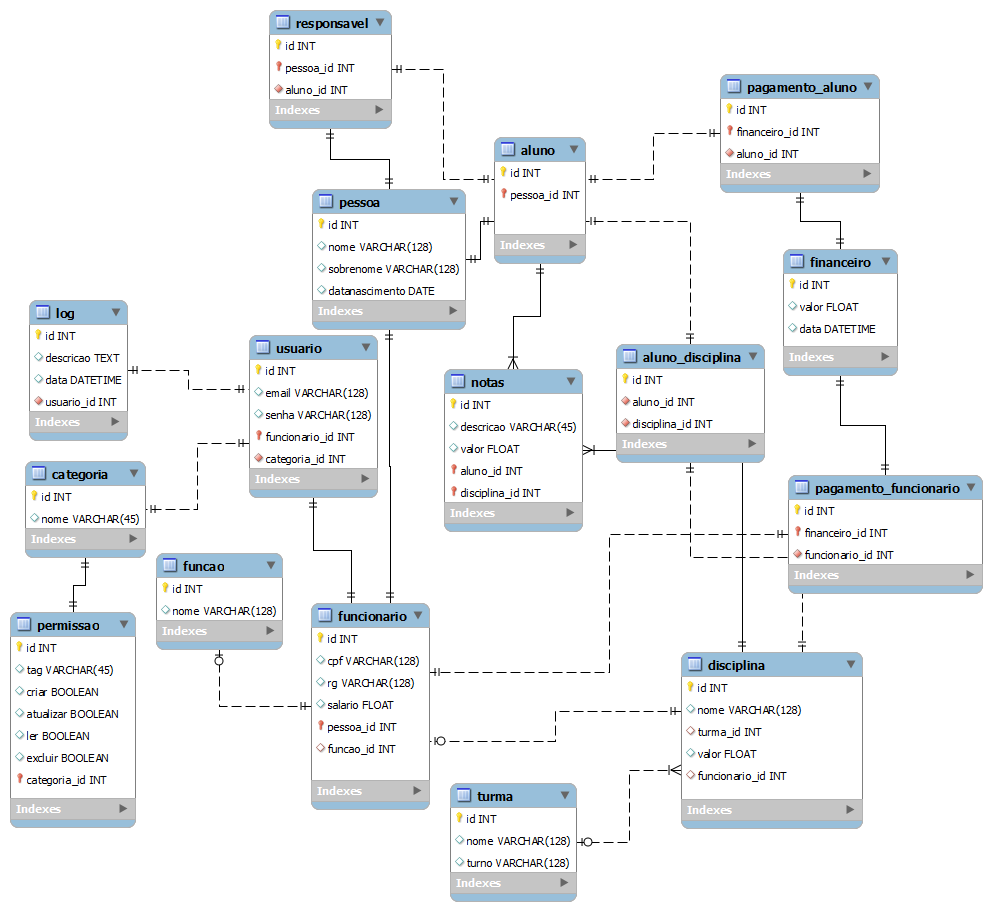 responsavel
id INT
pessoa_id INT
aluno_id INT
Indexes
pagamento_aluno
id INT
financeiro_id INT
aluno_id INT
Indexes
aluno
id INT
pessoa_id INT
Indexes
pessoa
id INT
nome VARCHAR(128)
sobrenome VARCHAR(128)
datanascimento DATE
Indexes
financeiro
id INT
valor FLOAT
data DATETIME
Indexes
log
id INT
descricao TEXT
data DATETIME
usuario_id INT
Indexes
usuario
id INT
email VARCHAR(128)
senha VARCHAR(128)
funcionario_id INT
categoria_id INT
Indexes
aluno_disciplina
id INT
aluno_id INT
disciplina_id INT
Indexes
notas
id INT
descricao VARCHAR(45)
valor FLOAT
aluno_id INT
disciplina_id INT
Indexes
categoria
id INT
nome VARCHAR(45)
Indexes
pagamento_funcionario
id INT
financeiro_id INT
funcionario_id INT
Indexes
funcao
id INT
nome VARCHAR(128)
Indexes
permissao
id INT
tag VARCHAR(45)
criar BOOLEAN
atualizar BOOLEAN
ler BOOLEAN
excluir BOOLEAN
categoria_id INT
Indexes
funcionario
id INT
cpf VARCHAR(128)
rg VARCHAR(128)
salario FLOAT
pessoa_id INT
funcao_id INT
Indexes
disciplina
id INT
nome VARCHAR(128)
turma_id INT
valor FLOAT
funcionario_id INT
Indexes
turma
id INT
nome VARCHAR(128)
turno VARCHAR(128)
Indexes